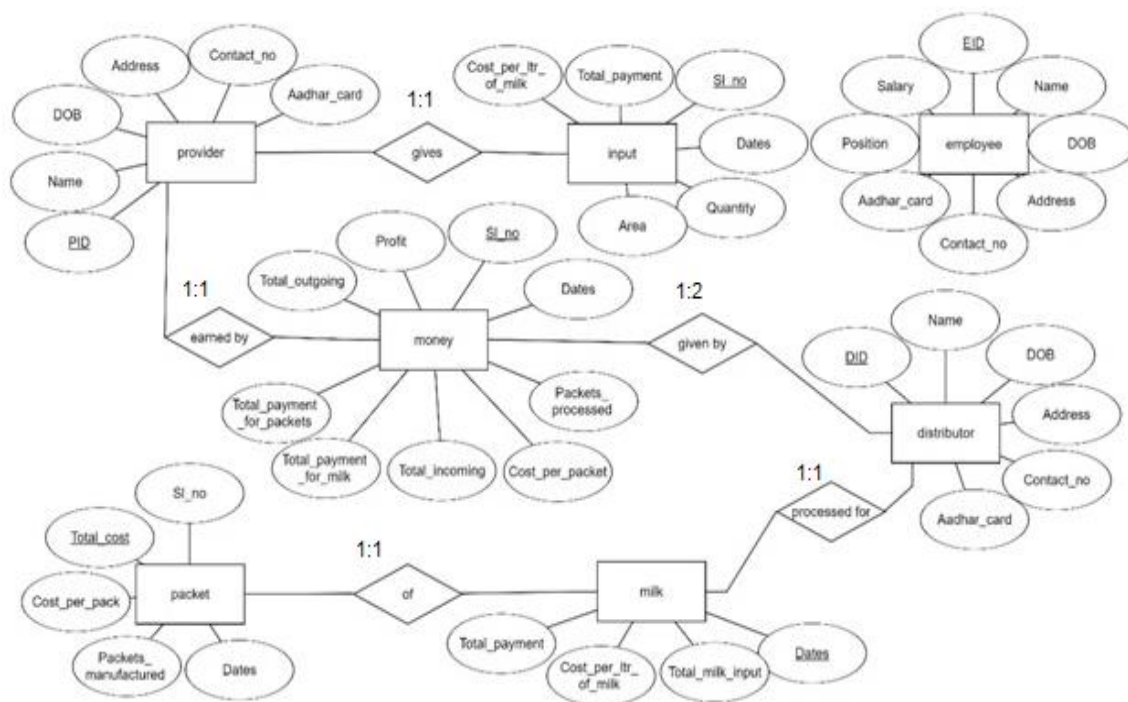 EID
Contact_no
Address
Cost_per_ltr_
of_milk
Total_payment
SI_no
Salary
Name
Aadhar_card
DOB
1:1
provider
gives
input
Dates
Position
employee
DOB
Name
Aadhar_card
Address
Quantity
Area
PID
Contact_no
Profit
SI_no
Total_outgoing
Dates
1:1
1:2
Name
earned by
money
given by
DID
DOB
Total_payment
_for_packets
Packets_
processed
Address
distributor
Total_payment
_for_milk
Total_incoming
Cost_per_packet
Contact_no
1:1
SI_no
processed for
Aadhar_card
Total_cost
1:1
packet
of
milk
Cost_per_pack
Total_payment
Packets_
manufactured
Dates
Cost_per_ltr_
of_milk
Total_milk_input
Dates